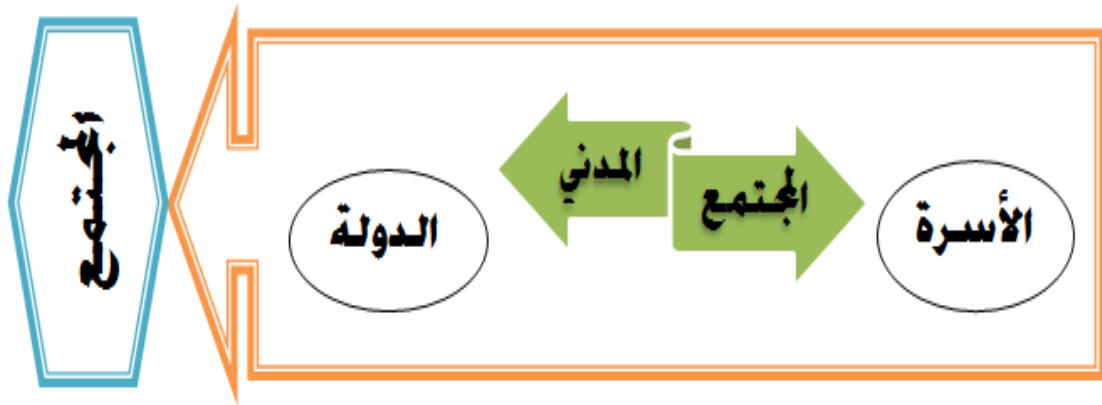 الأسرة
المجتمع
المدني
الدولة
المجتمع